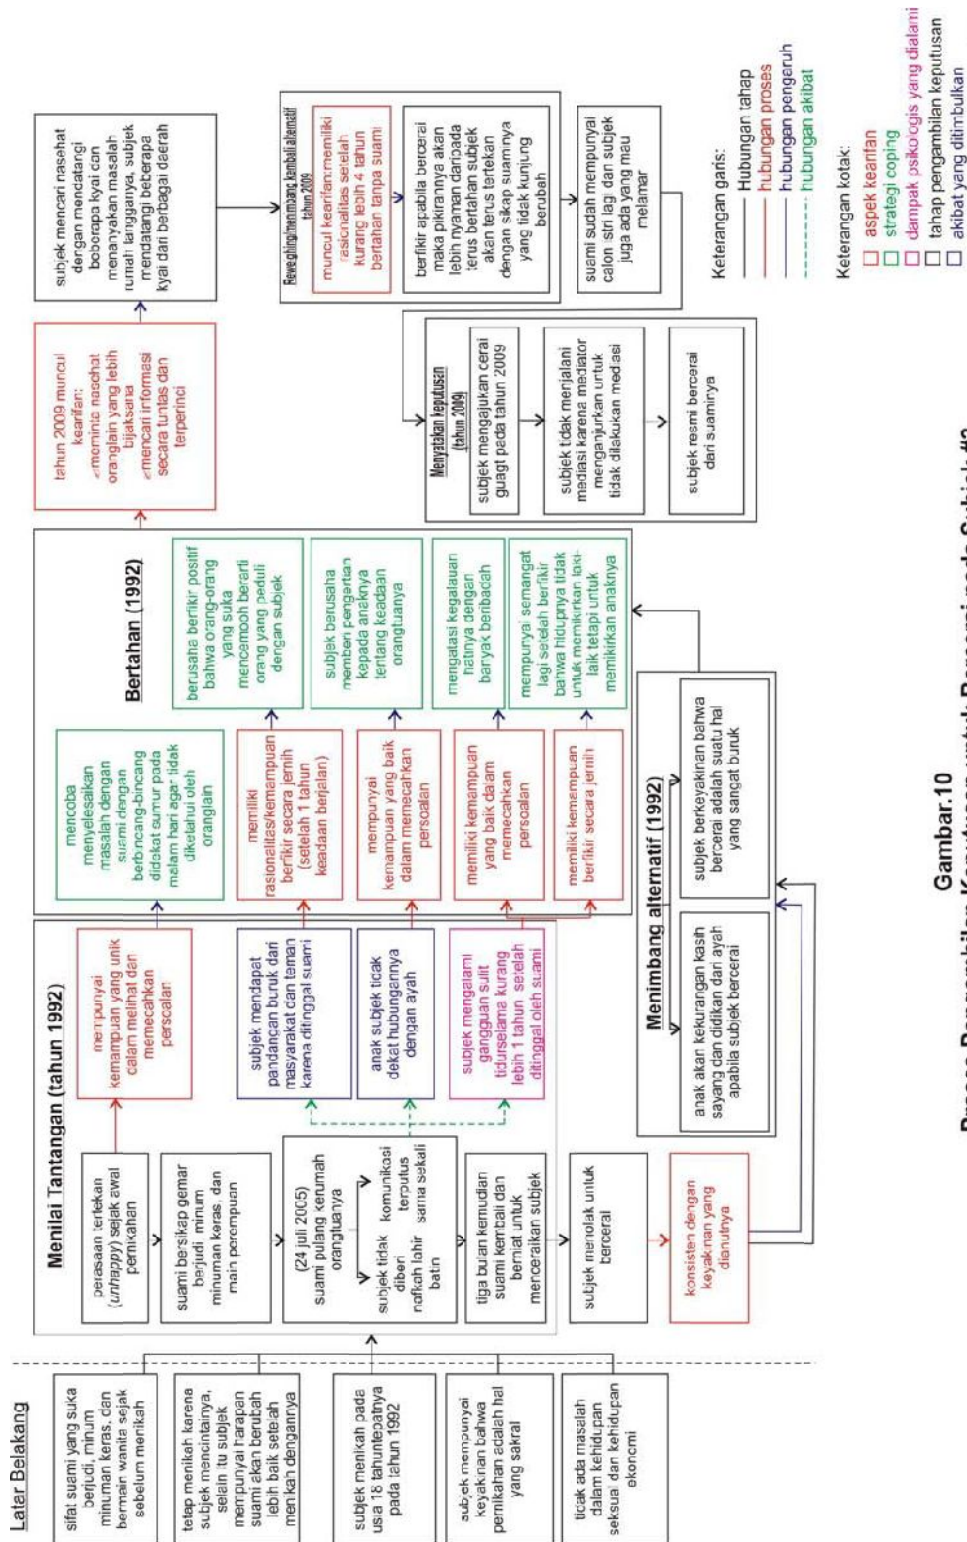 Latar Belakang
sifat suami yang suka
berjudi, minum
minuman keras, dan
bermain wanita sejak
sebelum menikah
tetap menikah karena
subjek mencintainya,
selain itu subjek
mempunyai harapan
suami akan berubah
lebih baik setelah
menikah dengannya
subjek menikah pada
usia 18 tahuntepatnya
pada tahun 1992
subjek mempunyai
keyakinan bahwa
pernikahan adalah hal
yang sakral
tidak ada masalah
dalam kehidupan
seksual dan kehidupan
ekonomi
Menilai Tantangan (tahun 1992)
perasaan tertekan
(unhappy) sejak awal
pernikahan
suami bersikap gemar
berjudi, minum
minuman keras, dan
main perempuan
(24 juli 2005)
suami pulang kerumah
orangtuanya
subjek tidak
diberi
nafkah lahir
batin
komunikasi
terputus
sama sekali
tiga bulan kemudian
suami kembali dan
berniat untuk
menceraikan subjek
subjek menolak untuk
bercerai
konsisten dengan
keyakinan yang
dianutnya
mempunyai
kemampuan yang unik
dalam melihat dan
memecahkan
persoalan
subjek mendapat
pandangan buruk dari
masyarakat dan teman
karena ditinggal suami
anak subjek tidak
dekat hubungannya
dengan ayah
subjek mengalami
gangguan sulit
tidurselama kurang
lebih 1 tahun setelah
ditinggal oleh suami
Menimbang alternatif (1992)
anak akan kekurangan kasih
sayang dan didikan dari ayah
apabila subjek bercerai
subjek berkeyakinan bahwa
bercerai adalah suatu hal
yang sangat buruk
Bertahan (1992)
mencoba
menyelesaikan
masalah dengan
suami dengan
berbincang-bincang
didekat sumur pada
malam hari agar tidak
diketahui oleh
oranglain
memiliki
rasionalitas/kemampuan
berfikir secara jernih
(setelah 1 tahun
keadaan berjalan)
mempunyai
kemampuan yang baik
dalam memecahkan
persoalan
memiliki kemampuan
yang baik dalam
memecahkan
persoalan
memiliki kemampuan
berfikir secara jernih
berusaha berfikir positif
bahwa orang-orang
yang suka
mencemooh berarti
orang yang peduli
dengan subjek
subjek berusaha
memberi pengertian
kepada anaknya
tentang keadaan
orangtuanya
mengatasi kegalauan
hatinya dengan
banyak beribadah
mempunyai semangat
lagi setelah berfikir
bahwa hidupnya tidak
untuk memikirkan laki-
laik tetapi untuk
memikirkan anaknya
tahun 2009 muncul
kearifan:
meminta nasehat
oranglain yang lebih
bijaksana
mencari informasi
secara tuntas dan
terperinci
subjek mencari nasehat
dengan mendatangi
beberapa kyai dan
menanyakan masalah
rumah tangganya, subjek
mendatangi beberapa
kyai dari berbagai daerah
Reveghting/menimbang kembali alternatif
tahun 2009
muncul kearifan:memiliki
rasionalitas setelah
kurang lebih 4 tahun
bertahan tanpa suami
berfikir apabila bercerai
maka pikirannya akan
lebih nyaman daripada
terus bertahan subjek
akan terus tertekan
dengan sikap suaminya
yang tidak kunjung
berubah
suami sudah mempunyai
calon istri lagi dan subjek
juga ada yang mau
melamar
Menyatakan keputusan
(tahun 2009)
subjek mengajukan cerai
guagt pada tahun 2009
subjek tidak menjalani
mediasi karena mediator
menganjurkan untuk
tidak dilakukan mediasi
subjek resmi bercerai
dari suaminya
Keterangan garis:
Hubungan tahap
hubungan proses
hubungan pengaruh
hubungan akibat
Keterangan kotak:
aspek kearifan
strategi coping
dampak psikologis yang dialami
tahap pengambilan keputusan
akibat yang ditimbulkan
Gambar.10
Proses Pengambilan Keputusan untuk Bercerai pada Subjek